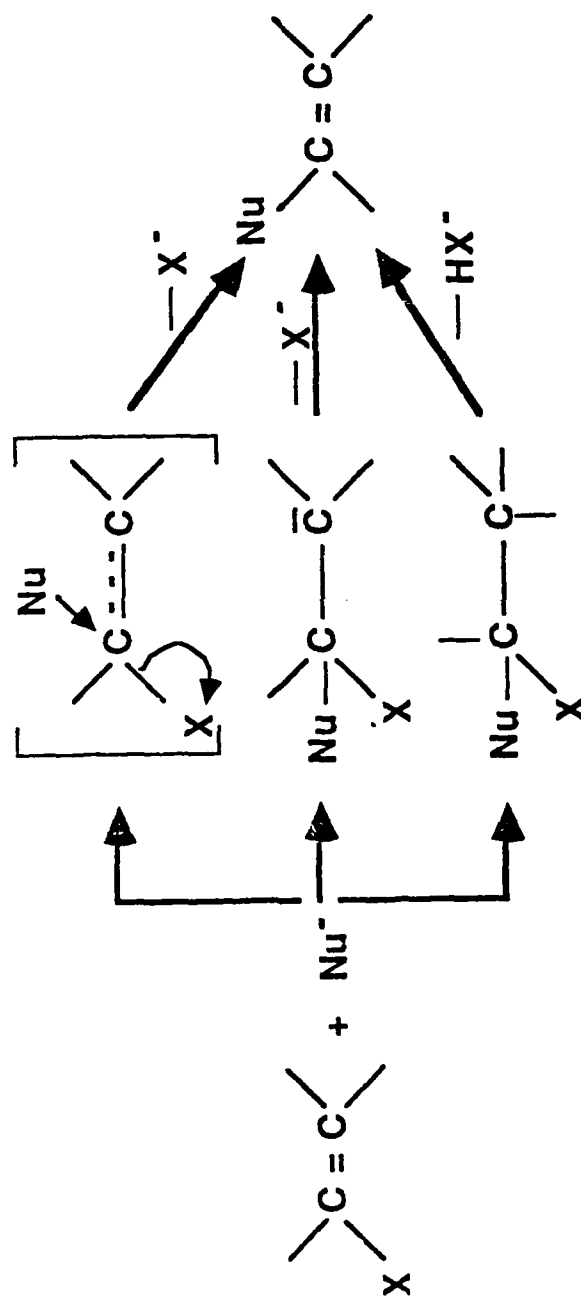 Nu
C C
X
—X⁻
Nu
C=C
C=C + Nu⁻
X
Nu—C—C̄
X
—X⁻
Nu—C—C
X
—HX⁻